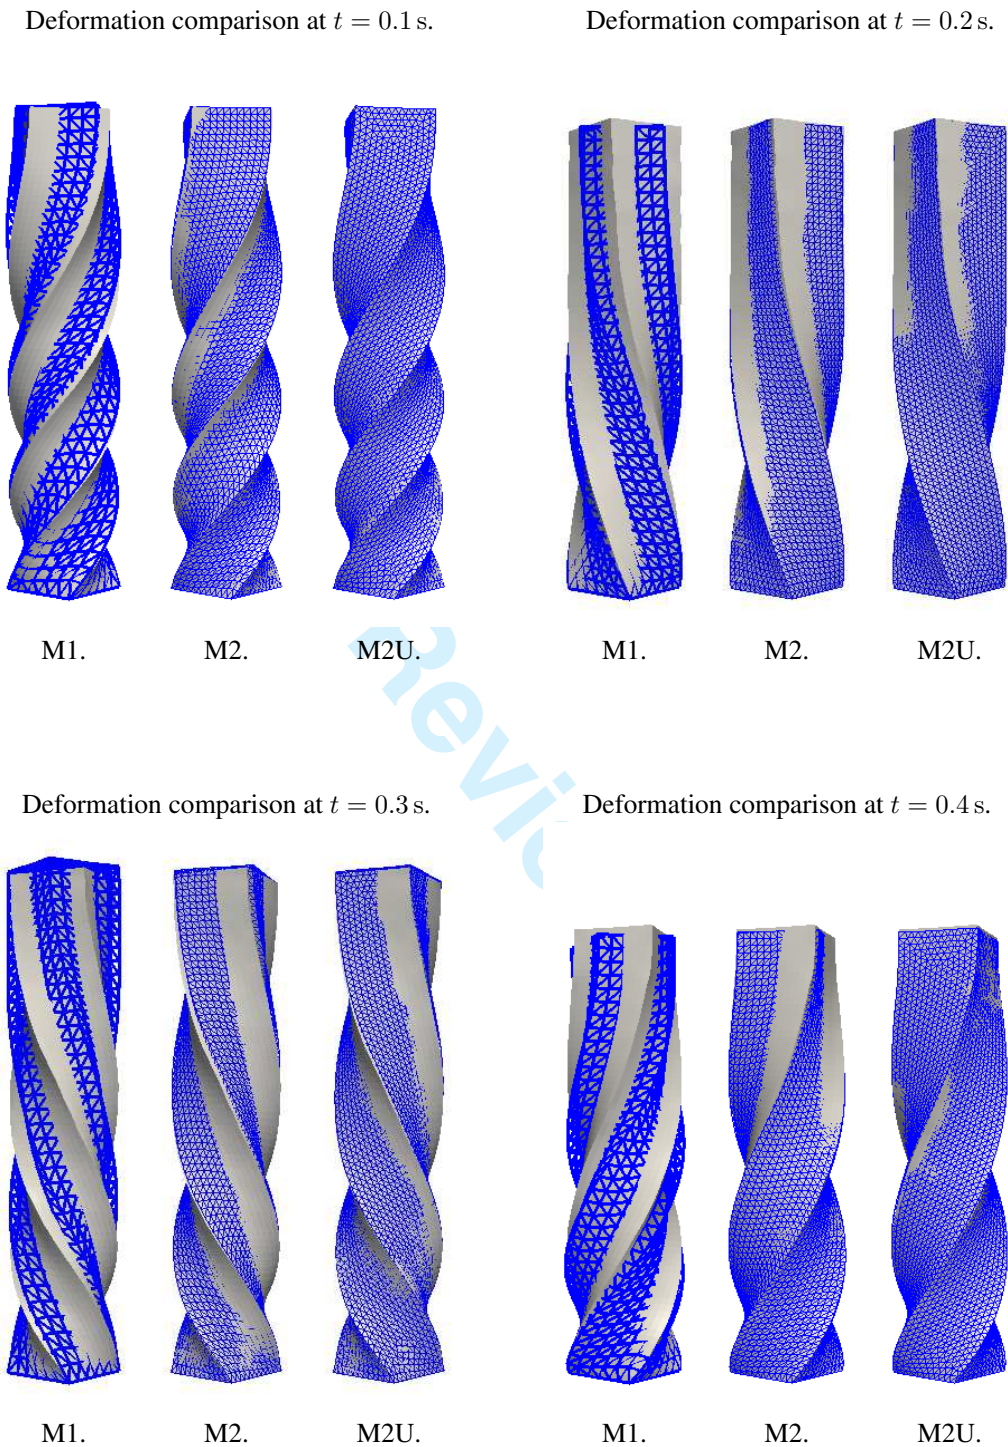 Deformation comparison at t = 0.1 s.
Deformation comparison at t = 0.2 s.
M1.
M2.
M2U.
M1.
M2.
M2U.
Review
Deformation comparison at t = 0.3 s.
Deformation comparison at t = 0.4 s.
M1.
M2.
M2U.
M1.
M2.
M2U.